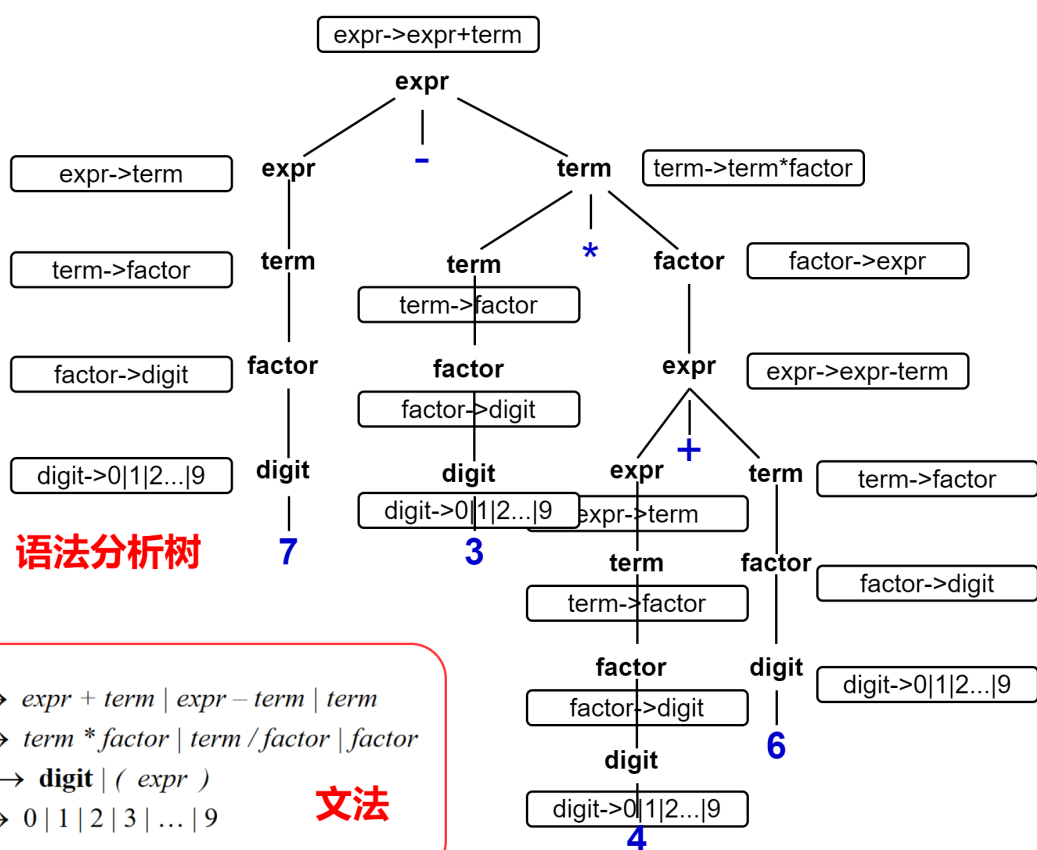 expr->expr+term
expr
expr->term
expr
-
term
term->term*factor
term->factor
term
term
*
factor
factor->expr
term->factor
factor->digit
factor
factor
expr
expr->expr-term
factor->digit
digit->0|1|2...|9
digit
digit
expr
+
term
term->factor
digit->0|1|2...|9
expr->term
语法分析树
7
3
term
factor
factor->digit
term->factor
factor
digit
digit->0|1|2...|9
→ expr + term | expr – term | term
factor->digit
→ term * factor | term / factor | factor
6
digit
→ digit | ( expr )
文法
→ 0 | 1 | 2 | 3 | … | 9
digit->0|1|2...|9
4